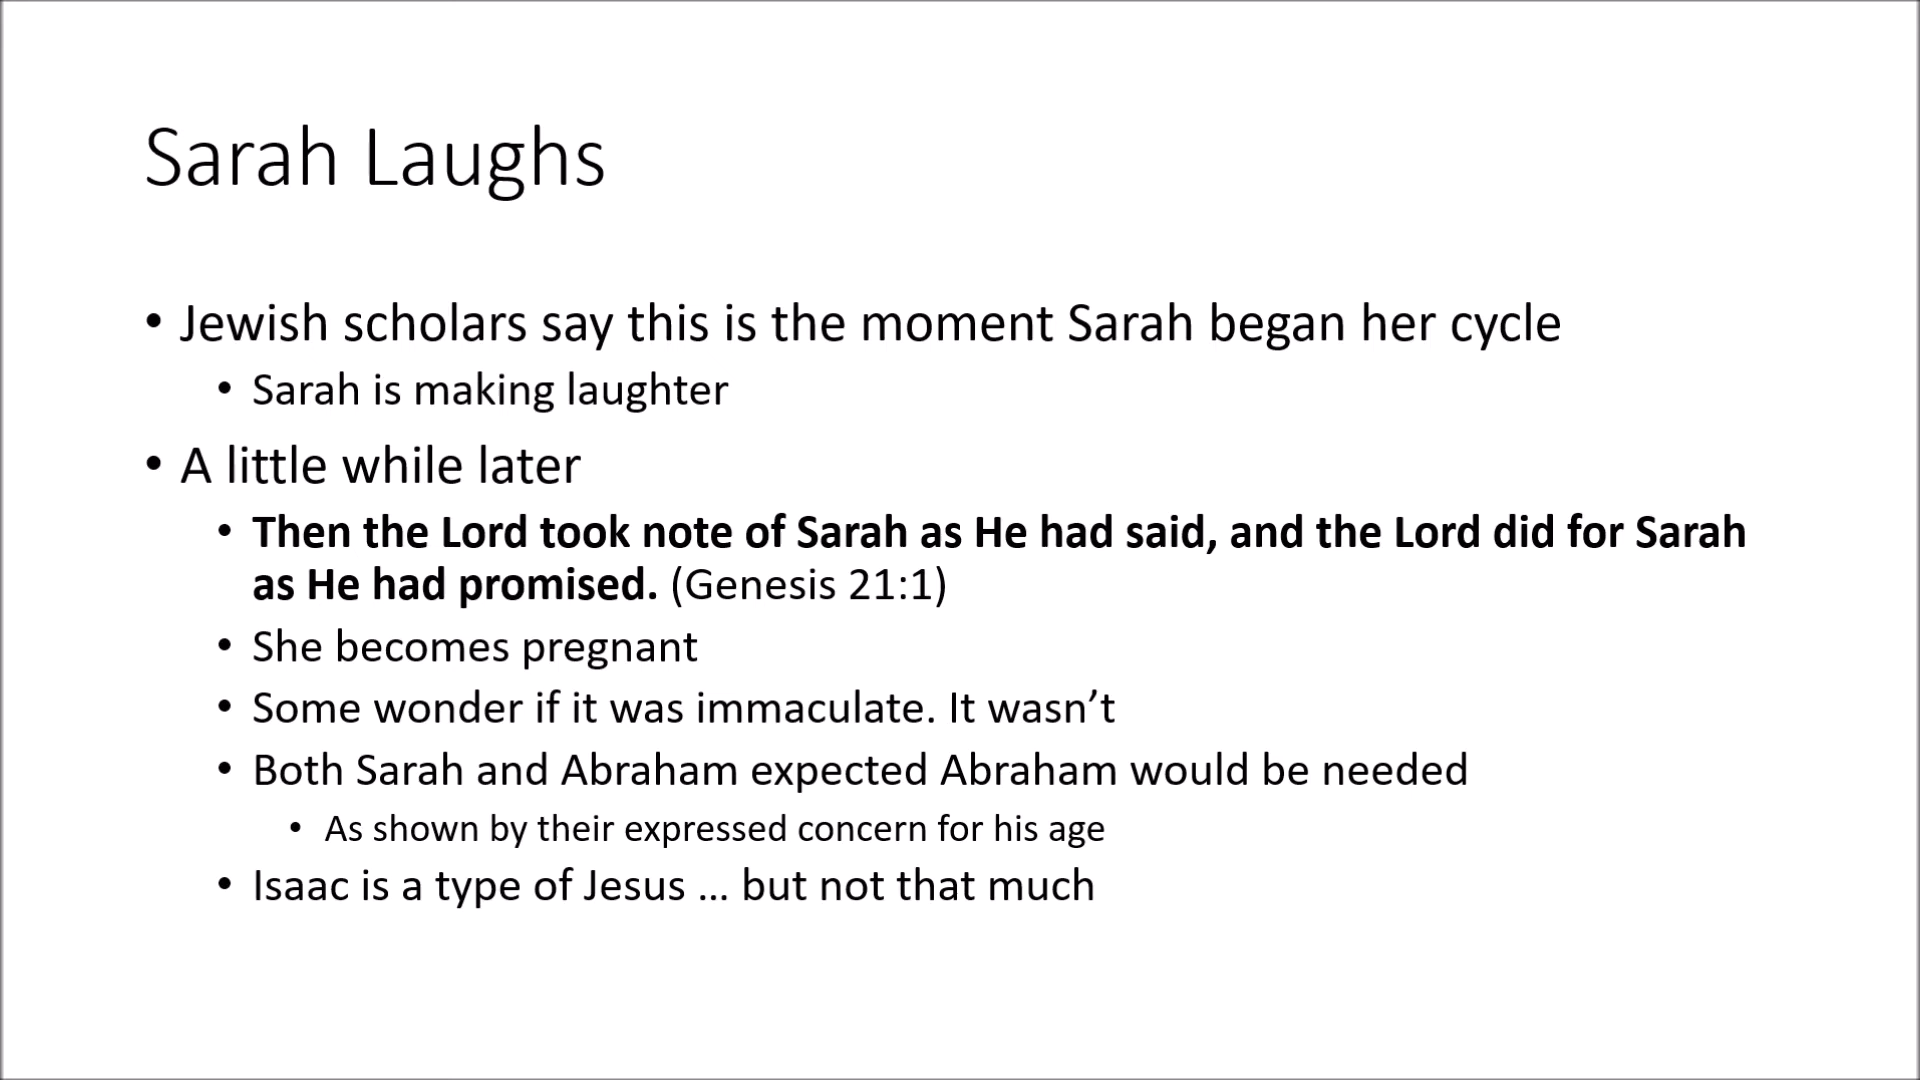 Sarah Laughs
• Jewish scholars say this is the moment Sarah began her cycle
• Sarah is making laughter
• A little while later
• Then the Lord took note of Sarah as He had said, and the Lord did for Sarah
as He had promised. (Genesis 21:1)
• She becomes pregnant
• Some wonder if it was immaculate. It wasn’t
• Both Sarah and Abraham expected Abraham would be needed
• As shown by their expressed concern for his age
• Isaac is a type of Jesus … but not that much